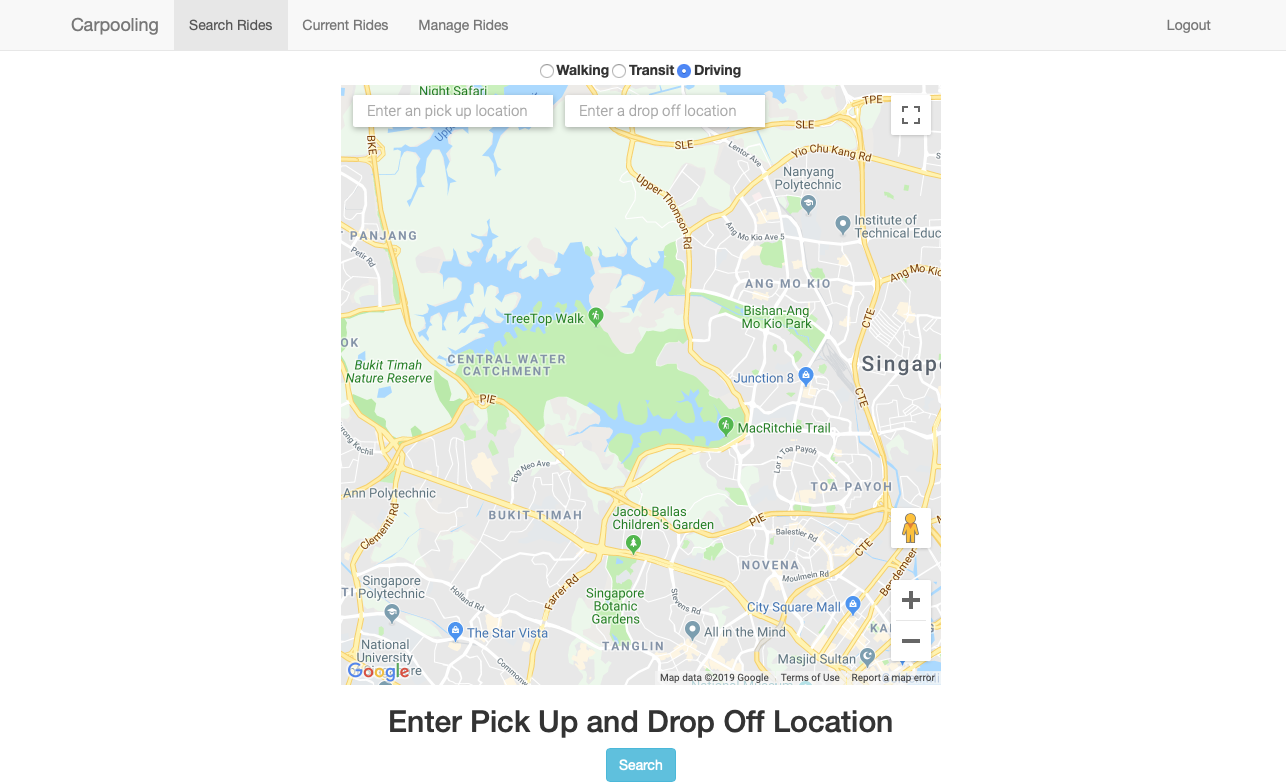 Carpooling Search Rides Current Rides Manage Rides Logout
Walking Transit Driving
Night Safari
Enter an pick up location
Enter a drop off location
TPE
SLE
SLE
BKE
Lentor Ave
Yio Chu Kang Rd
Nanyang
Polytechnic
Upper Thomson Rd
Institute of
Technical Educ
PANJANG
Petir Rd
Ang Mo Kio Ave 5
Ang Mo Kio
ANG MO KIO
TreeTop Walk
Bishan-Ang
Mo Kio Park
CTE
OK
CENTRAL WATER
CATCHMENT
Bukit Timah
Nature Reserve
Singap
Junction 8
PIE
CTE
MacRitchie Trail
Lor 1 Toa Payoh
Eng Neo Ave
Ann Polytechnic
TOA PAYOH
BUKIT TIMAH
Jacob Ballas
Children's Garden
PIE
Clementi Rd
Balestier Rd
CTE
NOVENA
Moulmein Rd
Singapore
Polytechnic
Holland Rd
Farrer Rd
Singapore
Botanic
Gardens
Stevens Rd
City Square Mall
The Star Vista
All in the Mind
TANGLIN
National
University
Masjid Sultan
Google
Map data ©2019 Google Terms of Use Report a map error
Enter Pick Up and Drop Off Location
Search